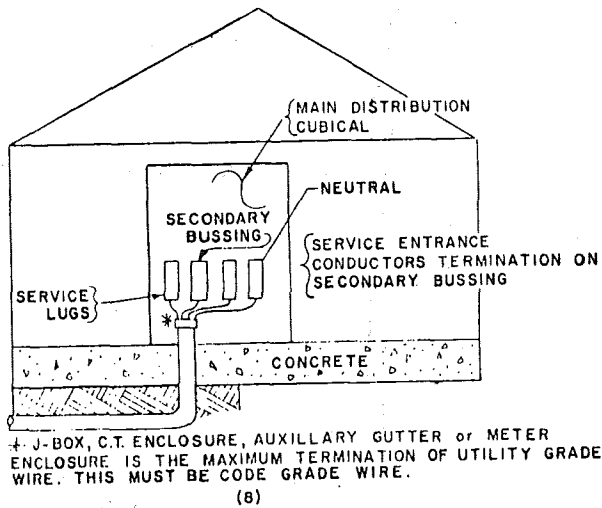 MAIN DISTRIBUTION
CUBICAL
NEUTRAL
SECONDARY
BUSSING
SERVICE ENTRANCE
CONDUCTORS TERMINATION ON
SECONDARY BUSSING
SERVICE
LUGS
*
CONCRETE
* J-BOX, C.T. ENCLOSURE, AUXILLARY GUTTER or METER
ENCLOSURE IS THE MAXIMUM TERMINATION OF UTILITY GRADE
WIRE. THIS MUST BE CODE GRADE WIRE.
(8)